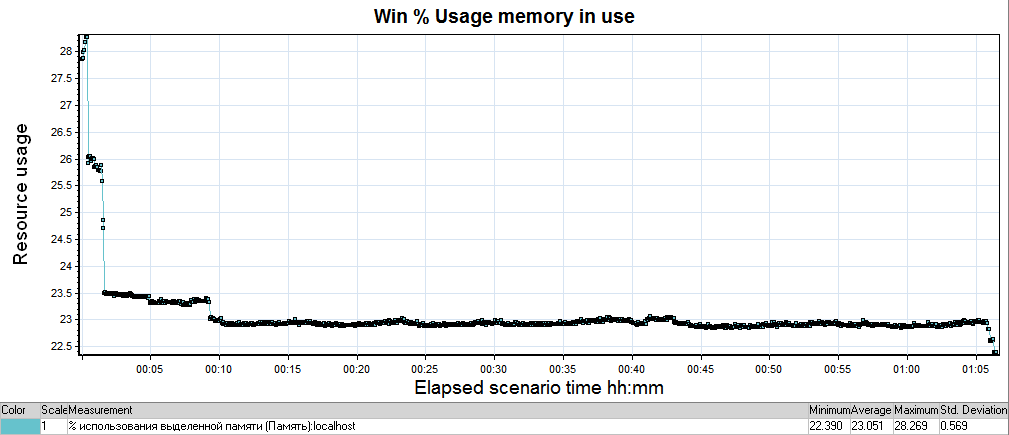 Win % Usage memory in use
Resource usage
28
27.5
27
26.5
26
25.5
25
24.5
24
23.5
23
22.5
00:05 00:10 00:15 00:20 00:25 00:30 00:35 00:40 00:45 00:50 00:55 01:00 01:05
Elapsed scenario time hh:mm
Color Scale Measurement Minimum Average Maximum Std. Deviation
1 % использования выделенной памяти (Память):localhost 22.390 23.051 28.269 0.569